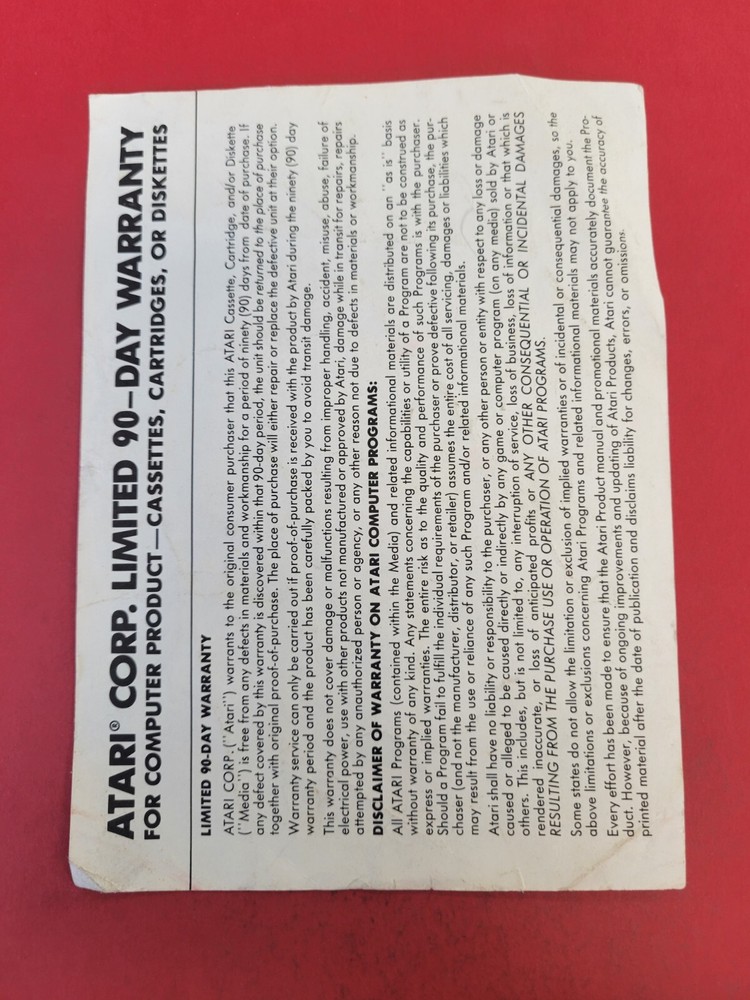 ATARI® CORP. LIMITED 90–DAY WARRANTY
FOR COMPUTER PRODUCT—CASSETTES, CARTRIDGES, OR DISKETTES
LIMITED 90-DAY WARRANTY
ATARI CORP. (''Atari'') warrants to the original consumer purchaser that this ATARI Cassette, Cartridge, and/or Diskette
(''Media'') is free from any defects in materials and workmanship for a period of ninety (90) days from date of purchase. If
any defect covered by this warranty is discovered within that 90-day period, the unit should be returned to the place of purchase
together with original proof-of-purchase. The place of purchase will either repair or replace the defective unit at their option.
Warranty service can only be carried out if proof-of-purchase is received with the product by Atari during the ninety (90) day
warranty period and the product has been carefully packed by you to avoid transit damage.
This warranty does not cover damage or malfunctions resulting from improper handling, accident, misuse, abuse, failure of
electrical power, use with other products not manufactured or approved by Atari, damage while in transit for repairs, repairs
attempted by any unauthorized person or agency, or any other reason not due to defects in materials or workmanship.
DISCLAIMER OF WARRANTY ON ATARI COMPUTER PROGRAMS:
All ATARI Programs (contained within the Media) and related informational materials are distributed on an ''as is'' basis
without warranty of any kind. Any statements concerning the capabilities or utility of a Program are not to be construed as
express or implied warranties. The entire risk as to the quality and performance of such Programs is with the purchaser.
Should a Program fail to fulfill the individual requirements of the purchaser or prove defective following its purchase, the pur-
chaser (and not the manufacturer, distributor, or retailer) assumes the entire cost of all servicing, damages or liabilities which
may result from the use or reliance of any such Program and/or related informational materials.
Atari shall have no liability or responsibility to the purchaser, or any other person or entity with respect to any loss or damage
caused or alleged to be caused directly or indirectly by any game or computer program (on any media) sold by Atari or
others. This includes, but is not limited to, any interruption of service, loss of business, loss of information or that which is
rendered inaccurate, or loss of anticipated profits or ANY OTHER CONSEQUENTIAL OR INCIDENTAL DAMAGES
RESULTING FROM THE PURCHASE USE OR OPERATION OF ATARI PROGRAMS.
Some states do not allow the limitation or exclusion of implied warranties or of incidental or consequential damages, so the
above limitations or exclusions concerning Atari Programs and related informational materials may not apply to you.
Every effort has been made to ensure that the Atari Product manual and promotional materials accurately document the Pro-
duct. However, because of ongoing improvements and updating of Atari Products, Atari cannot guarantee the accuracy of
printed material after the date of publication and disclaims liability for changes, errors, or omissions.